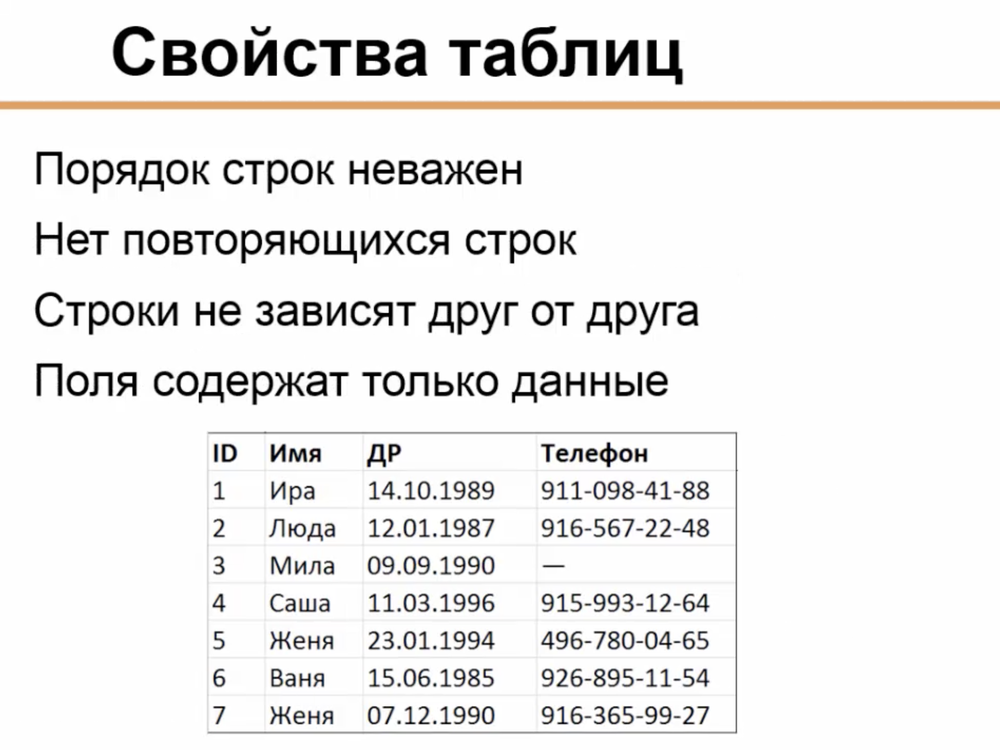 Свойства таблиц
Порядок строк неважен
Нет повторяющихся строк
Строки не зависят друг от друга
Поля содержат только данные
ID Имя ДР Телефон
1 Ира 14.10.1989 911-098-41-88
2 Люда 12.01.1987 916-567-22-48
3 Мила 09.09.1990 —
4 Саша 11.03.1996 915-993-12-64
5 Женя 23.01.1994 496-780-04-65
6 Ваня 15.06.1985 926-895-11-54
7 Женя 07.12.1990 916-365-99-27